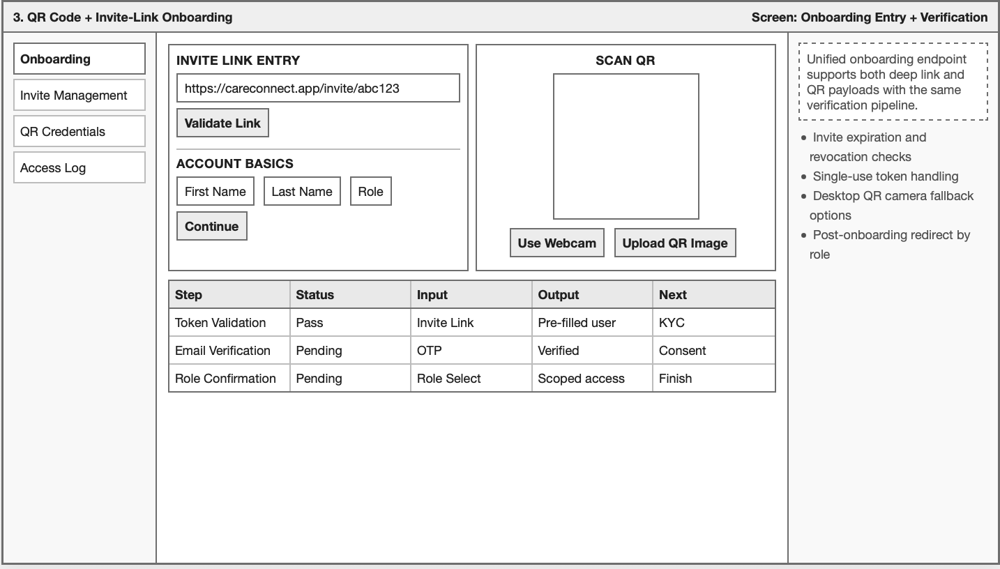 3. QR Code + Invite-Link Onboarding
Screen: Onboarding Entry + Verification
Onboarding
Invite Management
QR Credentials
Access Log
INVITE LINK ENTRY
https://careconnect.app/invite/abc123
Validate Link
ACCOUNT BASICS
First Name
Last Name
Role
Continue
SCAN QR
Use Webcam
Upload QR Image
Step Status Input Output Next
Token Validation Pass Invite Link Pre-filled user KYC
Email Verification Pending OTP Verified Consent
Role Confirmation Pending Role Select Scoped access Finish
Unified onboarding endpoint
supports both deep link and
QR payloads with the same
verification pipeline.
• Invite expiration and
revocation checks
• Single-use token handling
• Desktop QR camera fallback
options
• Post-onboarding redirect by
role